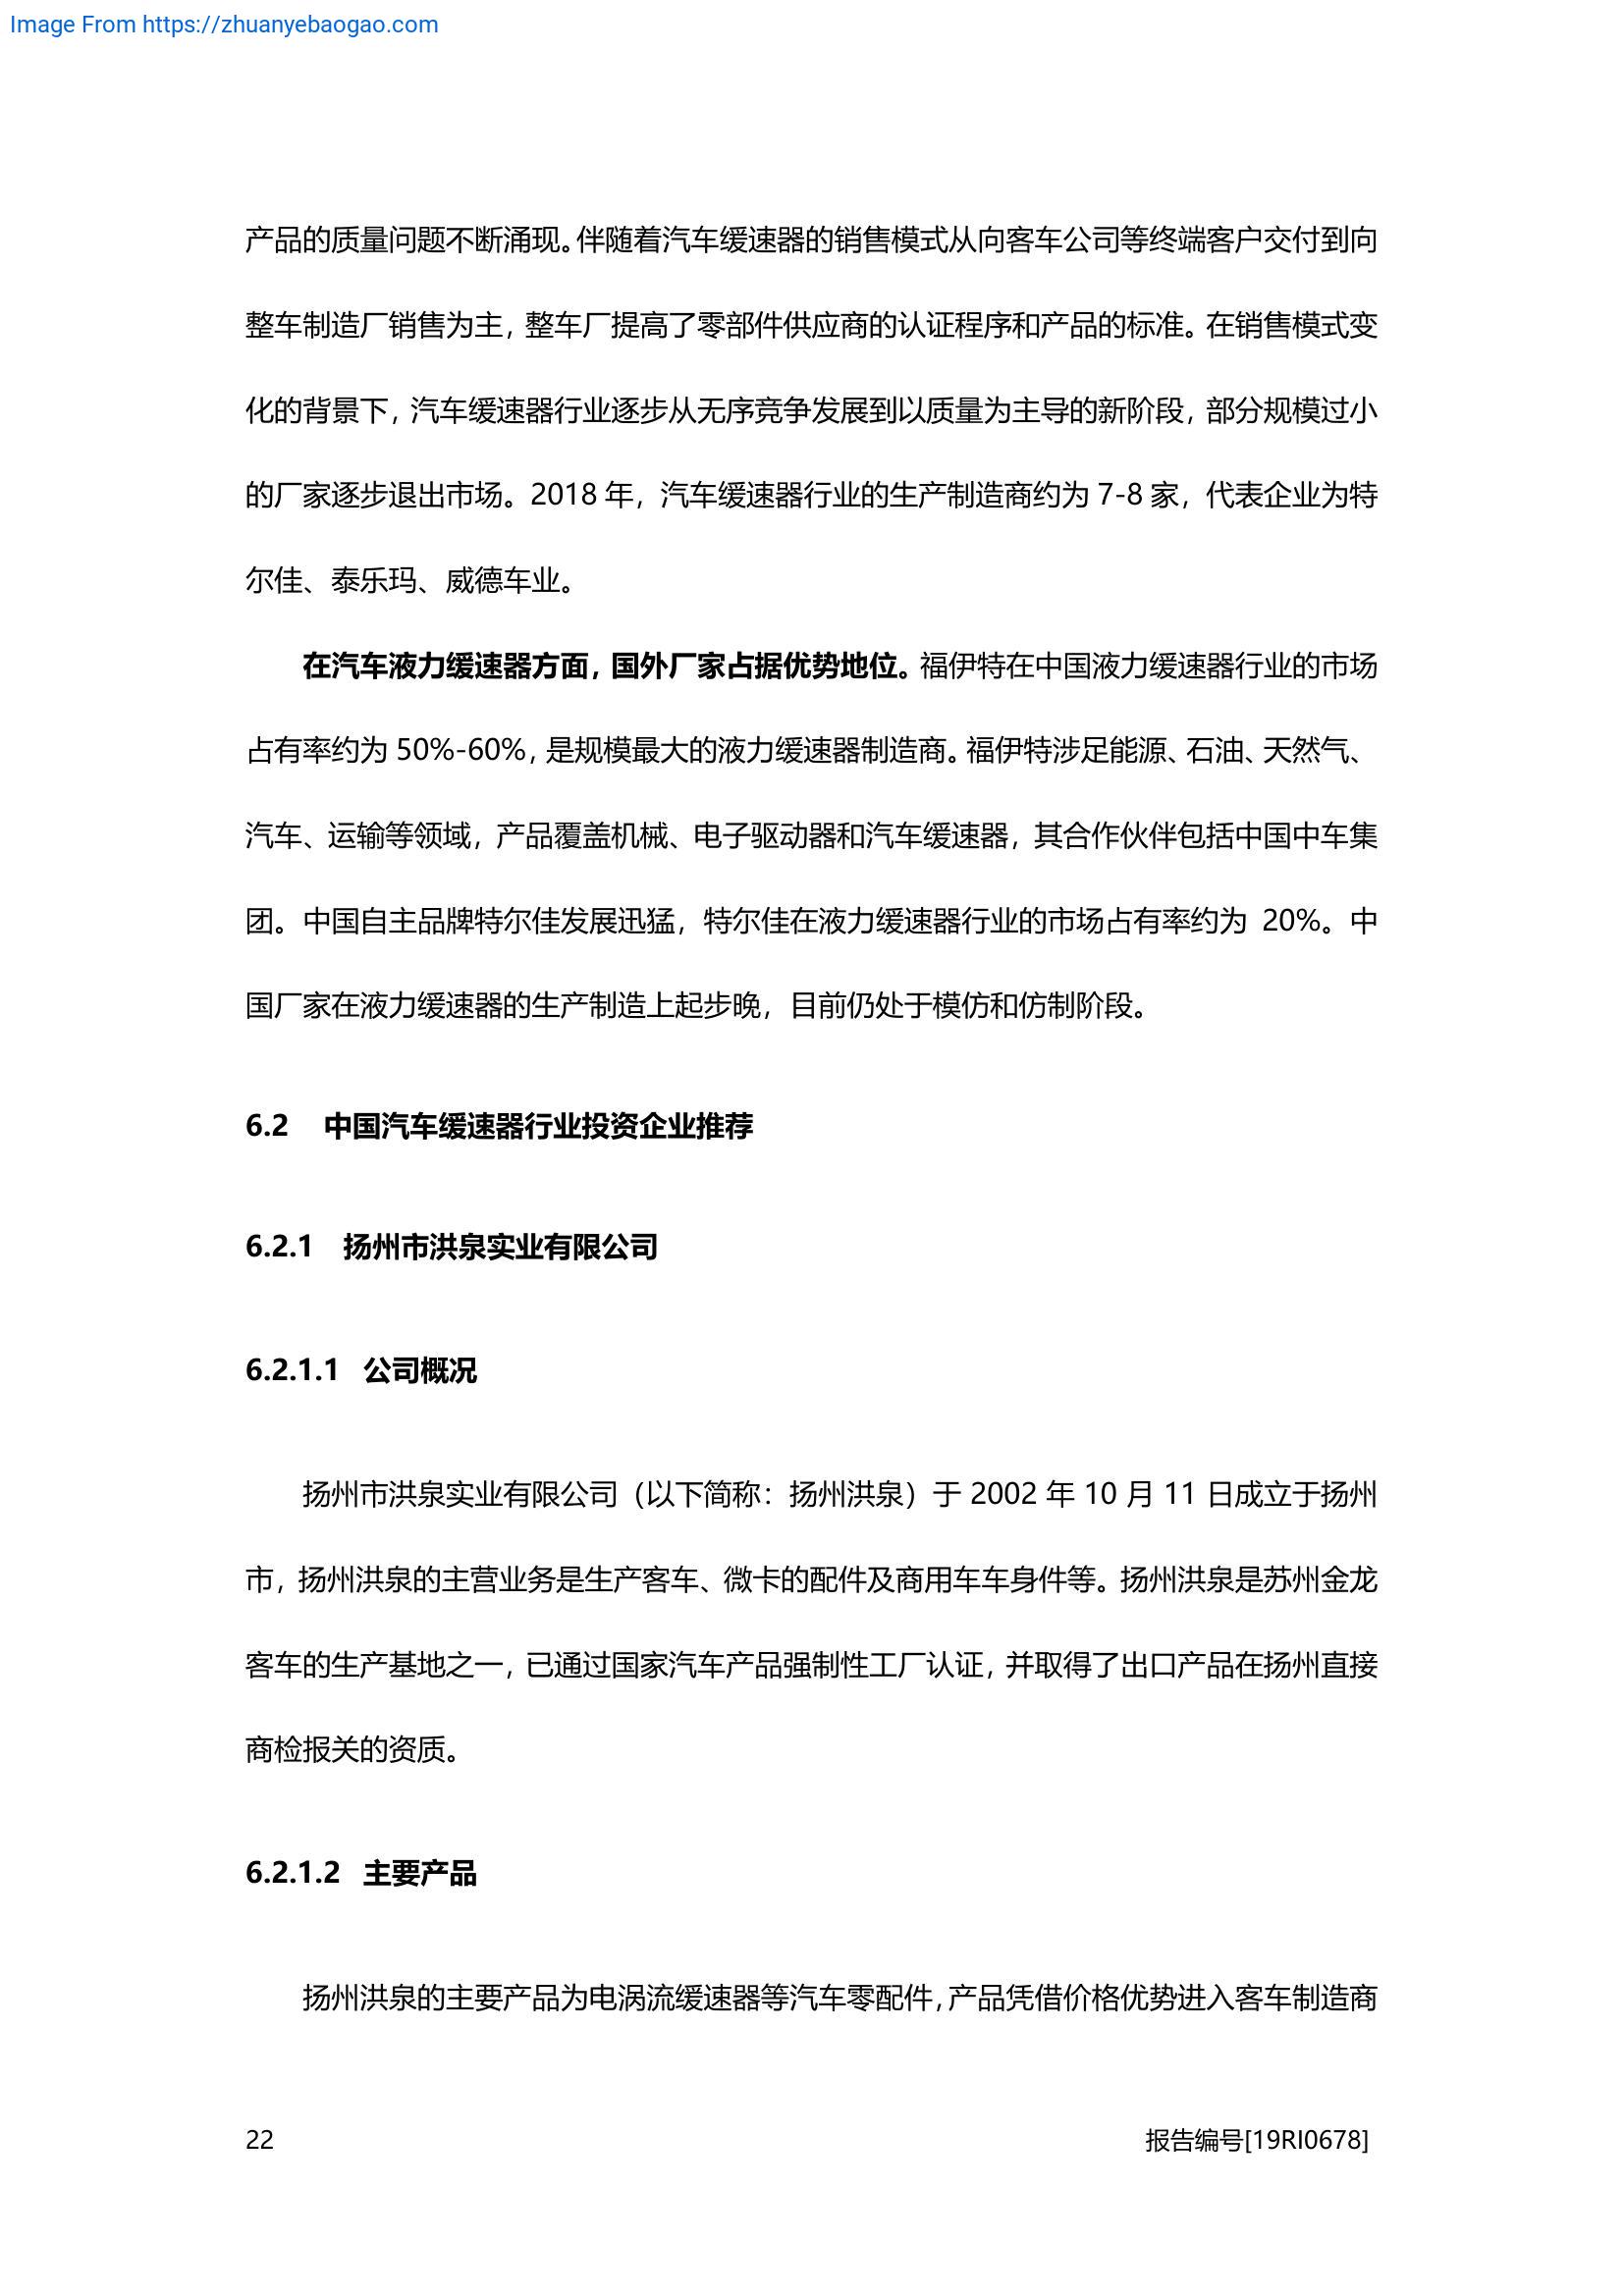 Image From https://zhuanyebaogao.com
产品的质量问题不断涌现。伴随着汽车缓速器的销售模式从向客车公司等终端客户交付到向
整车制造厂销售为主，整车厂提高了零部件供应商的认证程序和产品的标准。在销售模式变
化的背景下，汽车缓速器行业逐步从无序竞争发展到以质量为主导的新阶段，部分规模过小
的厂家逐步退出市场。2018 年，汽车缓速器行业的生产制造商约为 7-8 家，代表企业为特
尔佳、泰乐玛、威德车业。
在汽车液力缓速器方面，国外厂家占据优势地位。福伊特在中国液力缓速器行业的市场
占有率约为 50%-60%，是规模最大的液力缓速器制造商。福伊特涉足能源、石油、天然气、
汽车、运输等领域，产品覆盖机械、电子驱动器和汽车缓速器，其合作伙伴包括中国中车集
团。中国自主品牌特尔佳发展迅猛，特尔佳在液力缓速器行业的市场占有率约为 20%。中
国厂家在液力缓速器的生产制造上起步晚，目前仍处于模仿和仿制阶段。
6.2 中国汽车缓速器行业投资企业推荐
6.2.1 扬州市洪泉实业有限公司
6.2.1.1 公司概况
扬州市洪泉实业有限公司（以下简称：扬州洪泉）于 2002 年 10 月 11 日成立于扬州
市，扬州洪泉的主营业务是生产客车、微卡的配件及商用车车身件等。扬州洪泉是苏州金龙
客车的生产基地之一，已通过国家汽车产品强制性工厂认证，并取得了出口产品在扬州直接
商检报关的资质。
6.2.1.2 主要产品
扬州洪泉的主要产品为电涡流缓速器等汽车零配件，产品凭借价格优势进入客车制造商
22 报告编号[19RI0678]